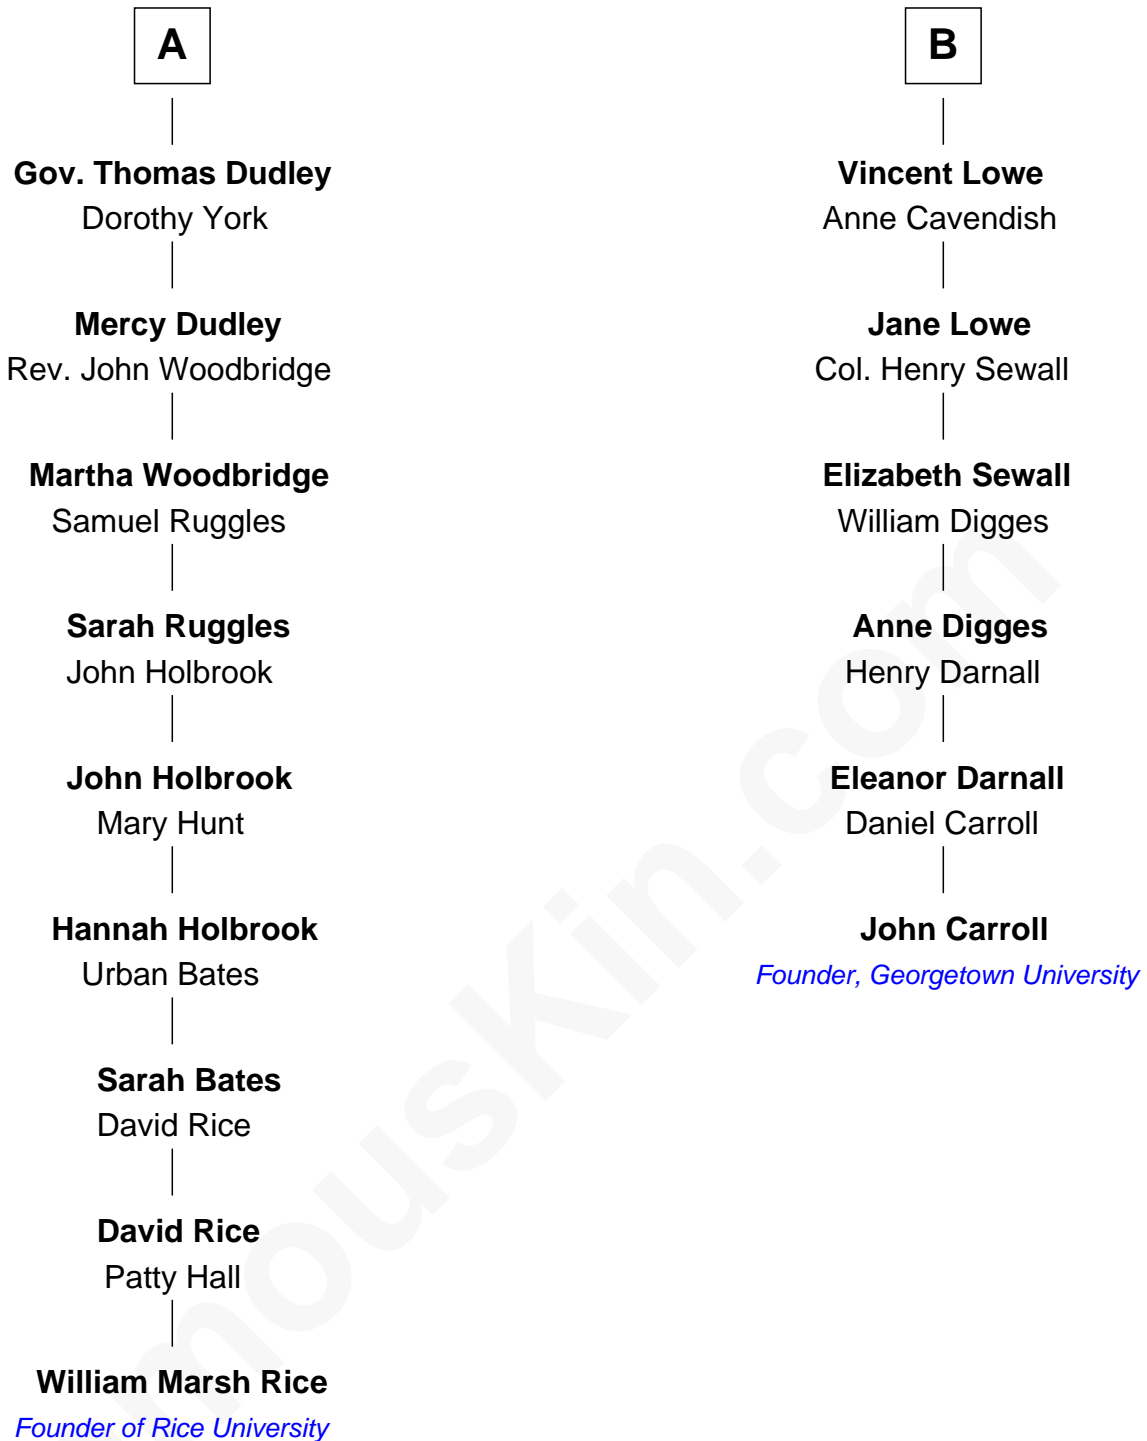 A
Gov. Thomas Dudley
Dorothy York
Mercy Dudley
Rev. John Woodbridge
Martha Woodbridge
Samuel Ruggles
Sarah Ruggles
John Holbrook
John Holbrook
Mary Hunt
Hannah Holbrook
Urban Bates
Sarah Bates
David Rice
David Rice
Patty Hall
William Marsh Rice
Founder of Rice University
B
Vincent Lowe
Anne Cavendish
Jane Lowe
Col. Henry Sewall
Elizabeth Sewall
William Digges
Anne Digges
Henry Darnall
Eleanor Darnall
Daniel Carroll
John Carroll
Founder, Georgetown University
mousKin.com